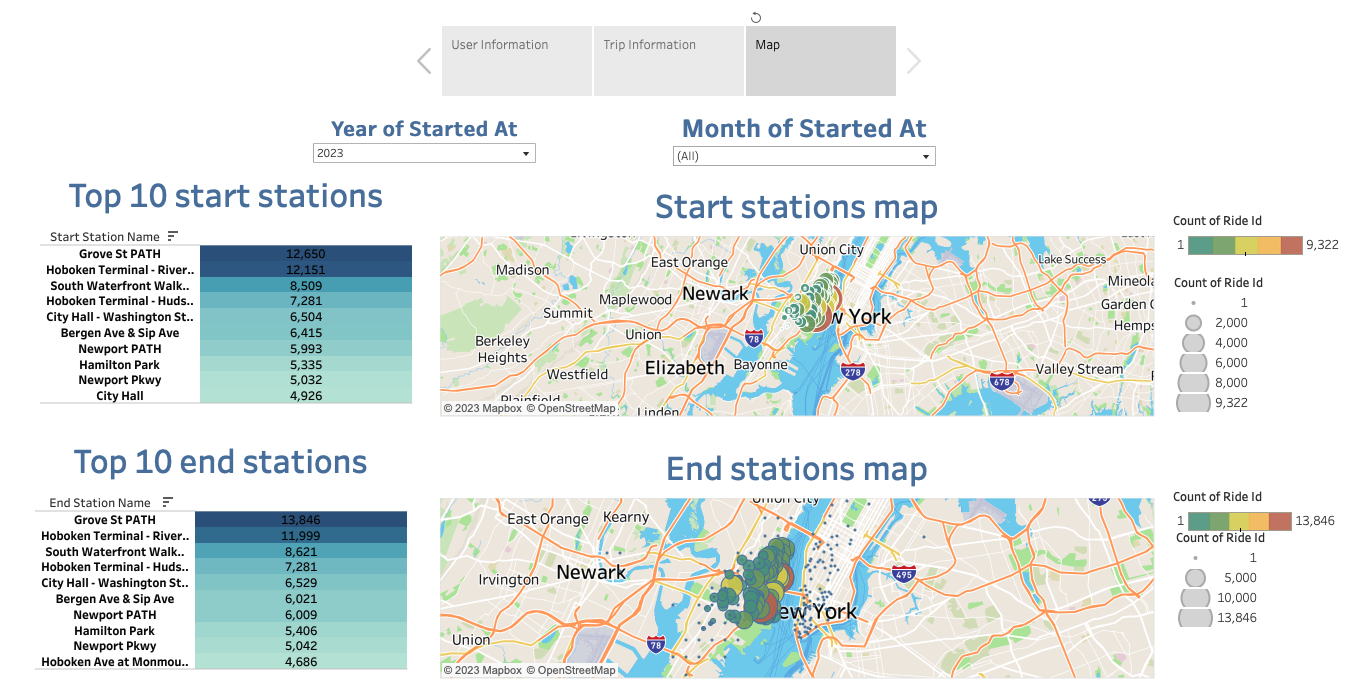 User Information
Trip Information
Map
Year of Started At
2023
Month of Started At
(All)
Top 10 start stations
Start Station Name
Grove St PATH 12,650
Hoboken Terminal - River.. 12,151
South Waterfront Walk.. 8,509
Hoboken Terminal - Huds.. 7,281
City Hall - Washington St.. 6,504
Bergen Ave & Sip Ave 6,415
Newport PATH 5,993
Hamilton Park 5,335
Newport Pkwy 5,032
City Hall 4,926
Start stations map
Union City
East Orange
Lake Success
Madison
Newark
Mineola
Maplewood
Garden
Summit
w York
Hemps
Union
78
Berkeley
Heights
Elizabeth
Bayonne
278
Westfield
678
Valley Stream
Plainfield
Linden
© 2023 Mapbox © OpenStreetMap
Count of Ride Id
1 9,322
Count of Ride Id
1
2,000
4,000
6,000
8,000
9,322
Top 10 end stations
End Station Name
Grove St PATH 13,846
Hoboken Terminal - River.. 11,999
South Waterfront Walk.. 8,621
Hoboken Terminal - Huds.. 7,281
City Hall - Washington St.. 6,529
Bergen Ave & Sip Ave 6,021
Newport PATH 6,009
Hamilton Park 5,406
Newport Pkwy 5,042
Hoboken Ave at Monmou.. 4,686
End stations map
Union City
East Orange
Kearny
Irvington
Newark
495
ew York
Union
78
© 2023 Mapbox © OpenStreetMap
Count of Ride Id
1 13,846
Count of Ride Id
1
5,000
10,000
13,846